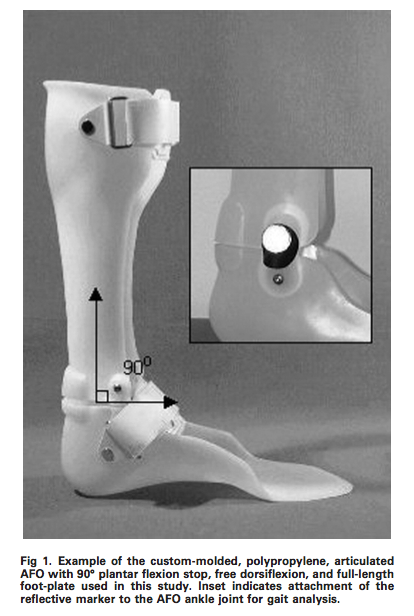 90°
Fig 1. Example of the custom-molded, polypropylene, articulated
AFO with 90° plantar flexion stop, free dorsiflexion, and full-length
foot-plate used in this study. Inset indicates attachment of the
reflective marker to the AFO ankle joint for gait analysis.